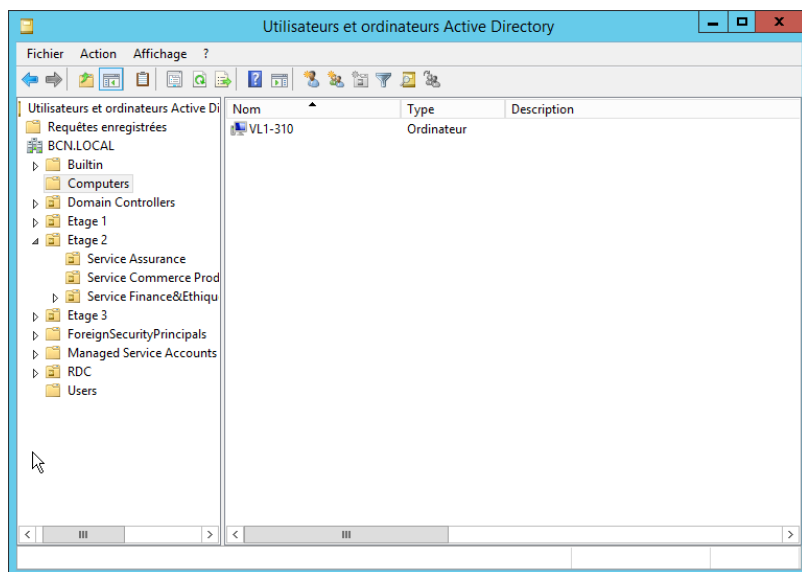 Utilisateurs et ordinateurs Active Directory
Fichier Action Affichage ?
Utilisateurs et ordinateurs Active Di
Requêtes enregistrées
BCN.LOCAL
Builtin
Computers
Domain Controllers
Etage 1
Etage 2
Service Assurance
Service Commerce Prod
Service Finance&Ethiqu
Etage 3
ForeignSecurityPrincipals
Managed Service Accounts
RDC
Users
Nom Type Description
VL1-310 Ordinateur